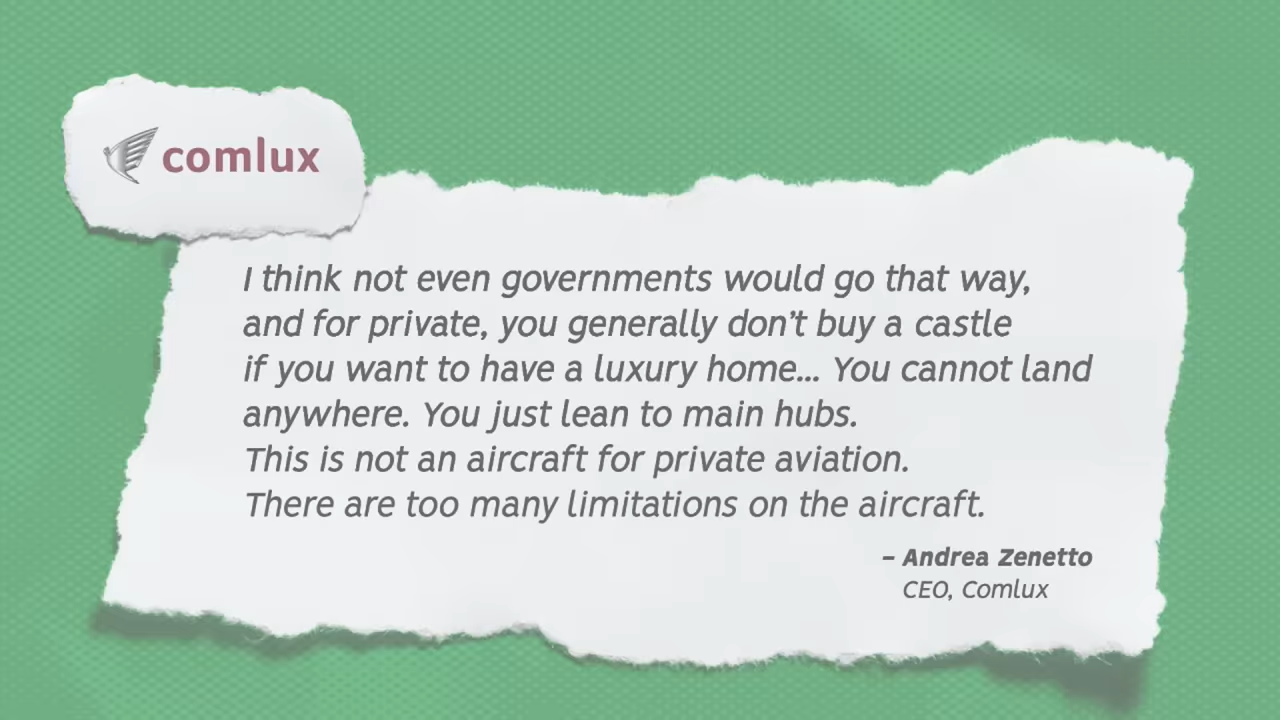 comlux
I think not even governments would go that way,
and for private, you generally don't buy a castle
if you want to have a luxury home... You cannot land
anywhere. You just lean to main hubs.
This is not an aircraft for private aviation.
There are too many limitations on the aircraft.
– Andrea Zenetto
CEO, Comlux